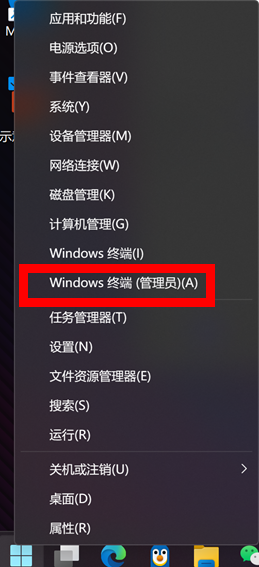 应用和功能(F)
电源选项(O)
事件查看器(V)
系统(Y)
设备管理器(M)
网络连接(W)
磁盘管理(K)
计算机管理(G)
Windows 终端(I)
Windows 终端 (管理员)(A)
任务管理器(T)
设置(N)
文件资源管理器(E)
搜索(S)
运行(R)
关机或注销(U)
桌面(D)
属性(R)